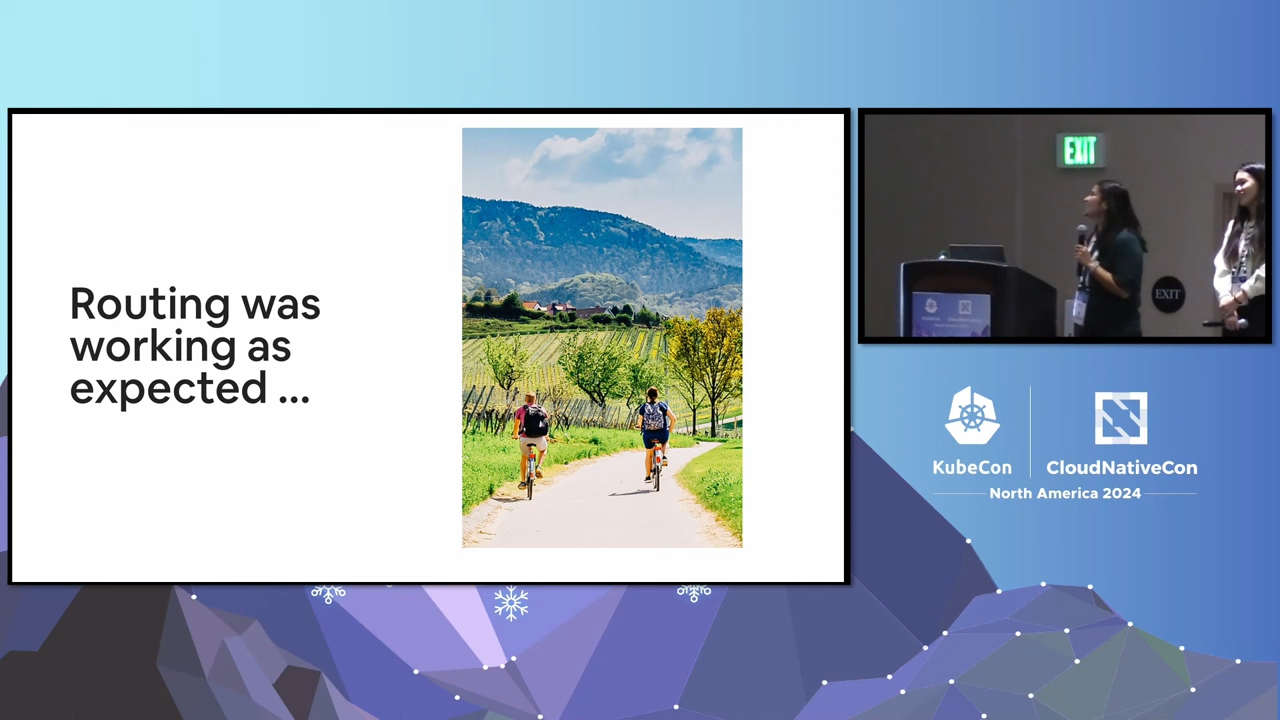 Routing was
working as
expected ...
EXIT
EXIT
KubeCon
CloudNativeCon
North America 2024